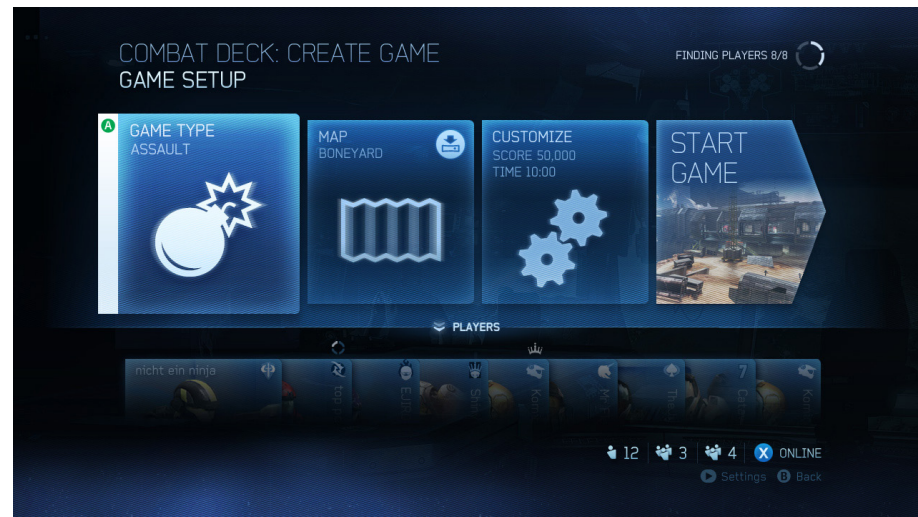 COMBAT DECK: CREATE GAME
GAME SETUP
FINDING PLAYERS 8/8
A
GAME TYPE
ASSAULT
MAP
BONEYARD
CUSTOMIZE
SCORE 50,000
TIME 10:00
START
GAME
PLAYERS
nicht ein ninja
7
12
3
4
X ONLINE
Settings B Back